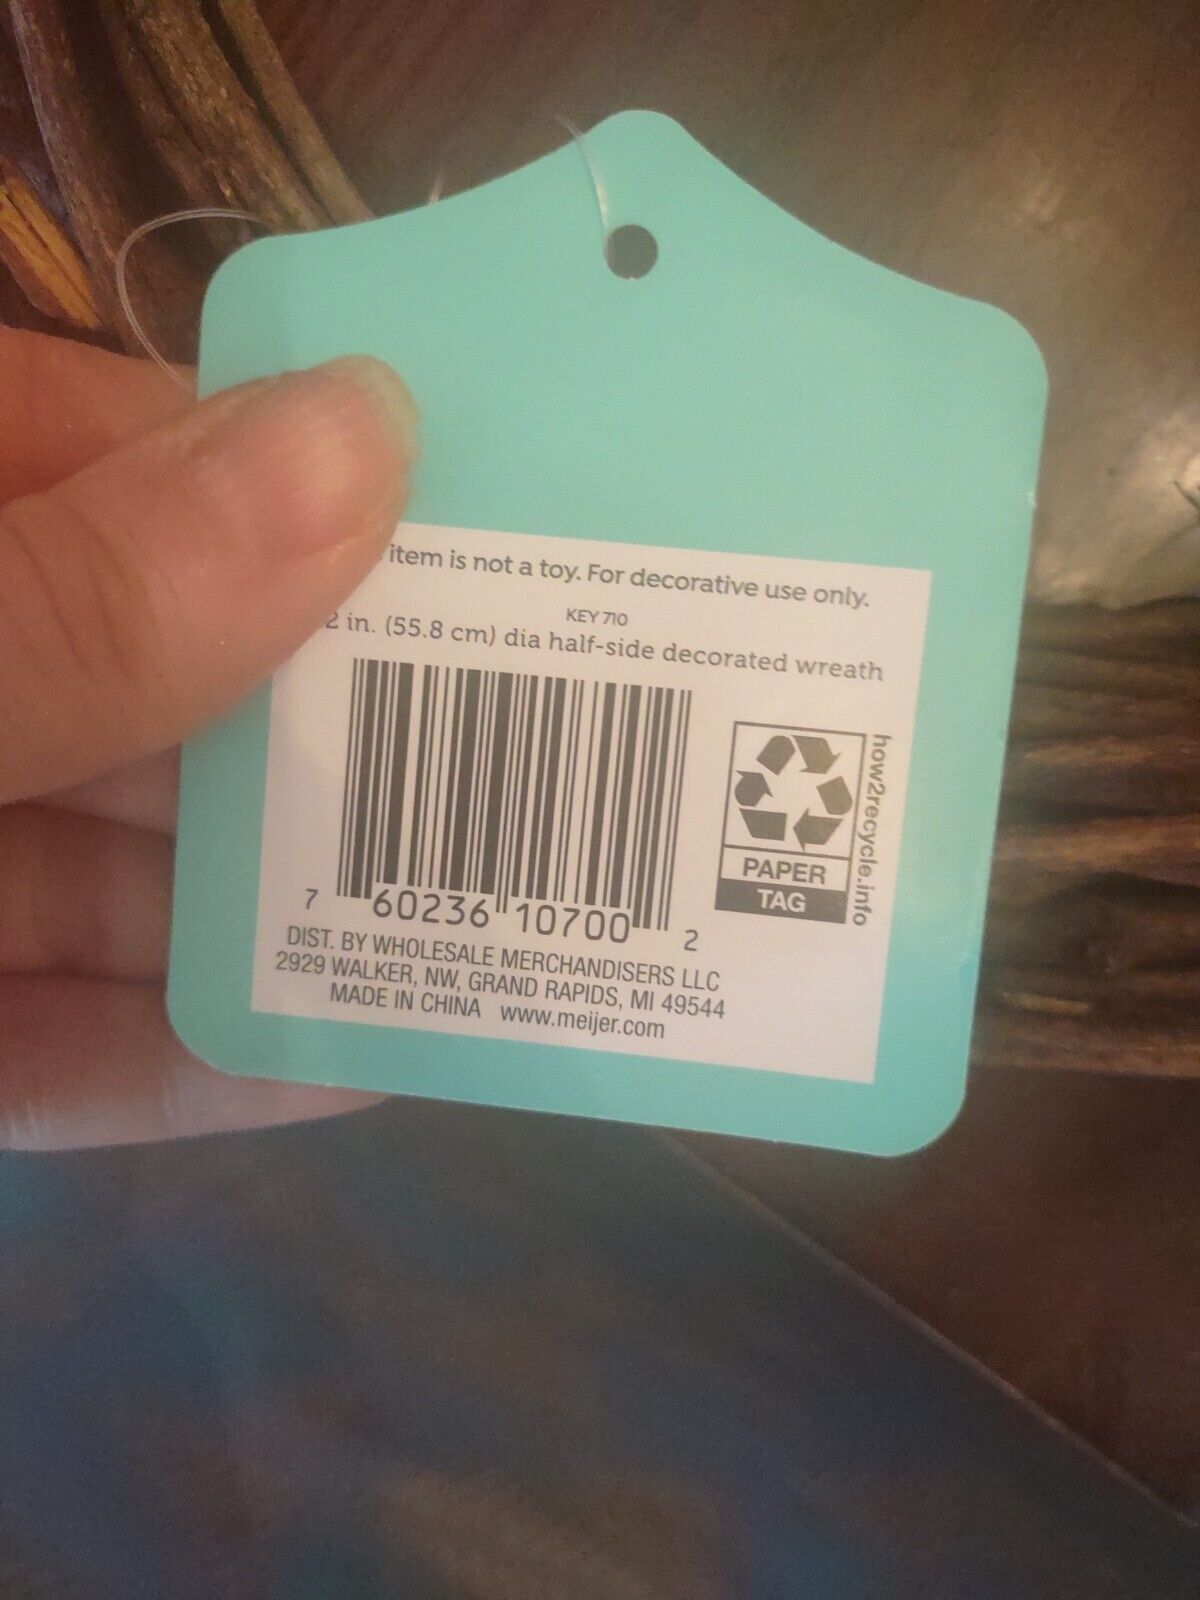 item is not a toy. For decorative use only.
KEY 710
2 in. (55.8 cm) dia half-side decorated wreath
7 60236 10700 2
how2recycle.info
PAPER
TAG
DIST. BY WHOLESALE MERCHANDISERS LLC
2929 WALKER, NW, GRAND RAPIDS, MI 49544
MADE IN CHINA www.meijer.com